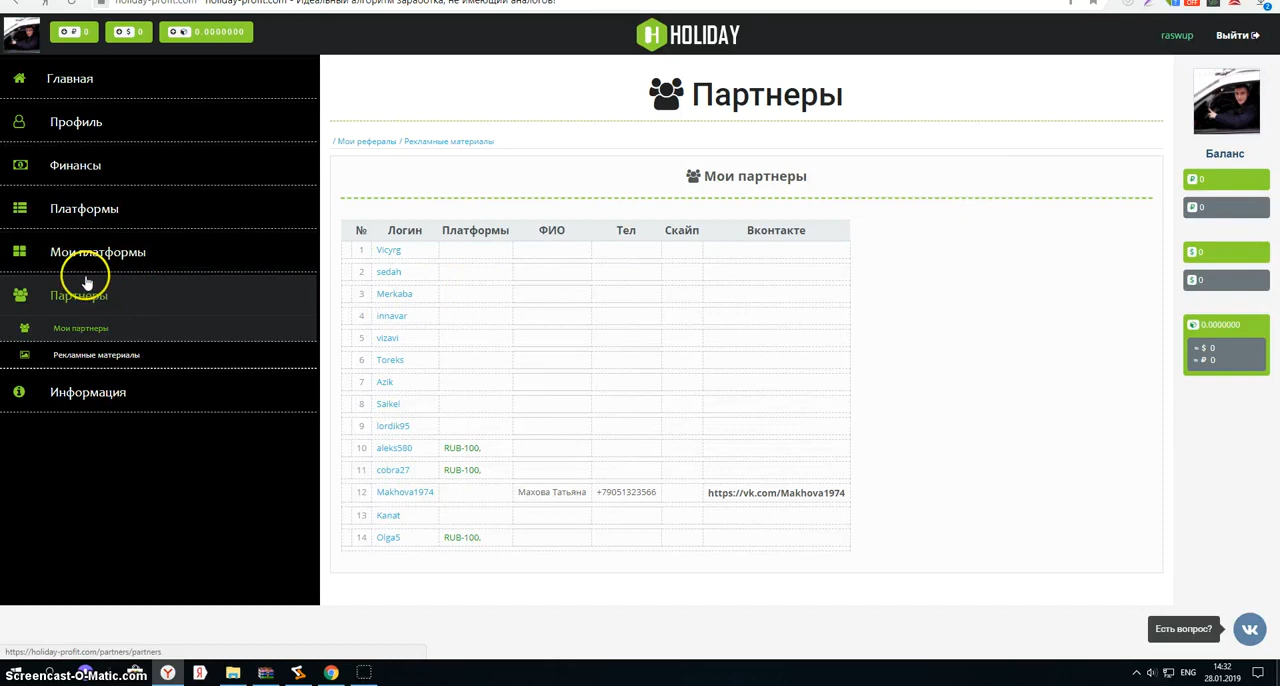 holiday-profit.com holiday-profit.com - Идеальный алгоритм заработка, не имеющий аналогов!
₽ 0 $ 0 0.0000000
HOLIDAY
raswup Выйти
Главная
Профиль
Финансы
Платформы
Мои платформы
Партнеры
Мои партнеры
Рекламные материалы
Информация
Партнеры
/ Мои рефералы / Рекламные материалы
Мои партнеры
№ Логин Платформы ФИО Тел Скайп Вконтакте
1 Vicyrg
2 sedah
3 Merkaba
4 innavar
5 vizavi
6 Toreks
7 Azik
8 Saikel
9 lordik95
10 aleks580 RUB-100,
11 cobra27 RUB-100,
12 Makhova1974 Махова Татьяна +79051323566 https://vk.com/Makhova1974
13 Kanat
14 Olga5 RUB-100,
Баланс
₽ 0
₽ 0
$ 0
$ 0
0.0000000
≈ $ 0
≈ ₽ 0
Есть вопрос?
https://holiday-profit.com/partners/partners
Screencast-O-Matic.com
ENG
14:32
28.01.2019